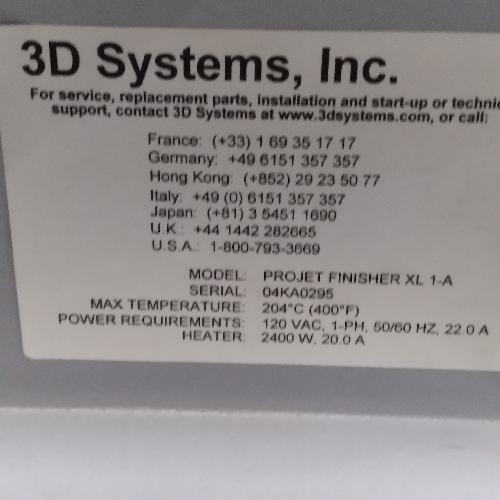 3D Systems, Inc.
For service, replacement parts, installation and start-up or
support, contact 3D Systems at www.3dsystems.com, or call:
France: (+33) 1 69 35 17 17
Germany: +49 6151 357 357
Hong Kong: (+852) 29 23 50 77
Italy: +49 (0) 6151 357 357
Japan: (+81) 3 5451 1690
U.K.: +44 1442 282665
U.S.A.: 1-800-793-3669
MODEL: PROJET FINISHER XL 1-A
SERIAL: 04KA0295
MAX TEMPERATURE: 204°C (400°F)
POWER REQUIREMENTS: 120 VAC, 1-PH, 50/60 HZ, 22.0 A
HEATER: 2400 W, 20.0 A